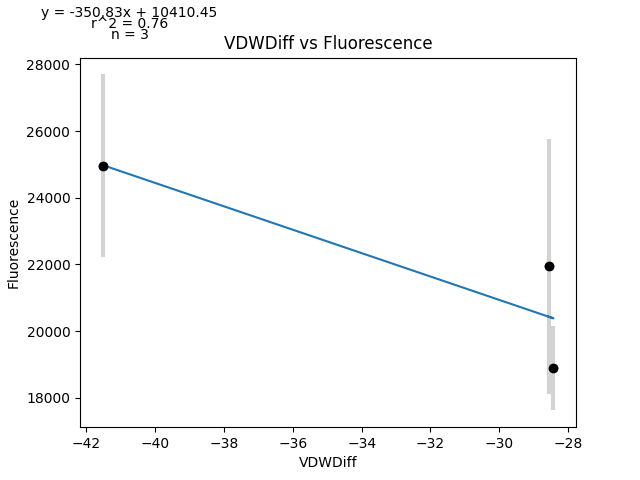 y = -350.83x + 10410.45
r^2 = 0.76
n = 3
VDWDiff vs Fluorescence
28000
26000
24000
22000
20000
18000
Fluorescence
−42 −40 −38 −36 −34 −32 −30 −28
VDWDiff